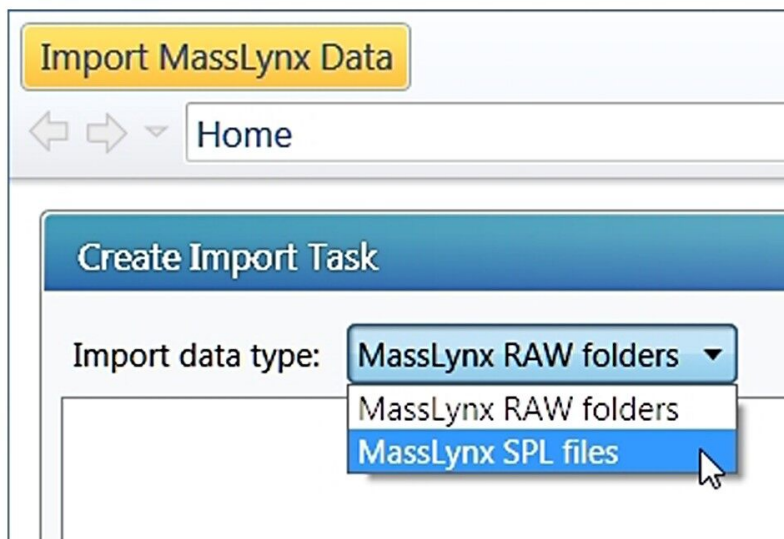 Import MassLynx Data
Home
Create Import Task
Import data type: MassLynx RAW folders
MassLynx RAW folders
MassLynx SPL files